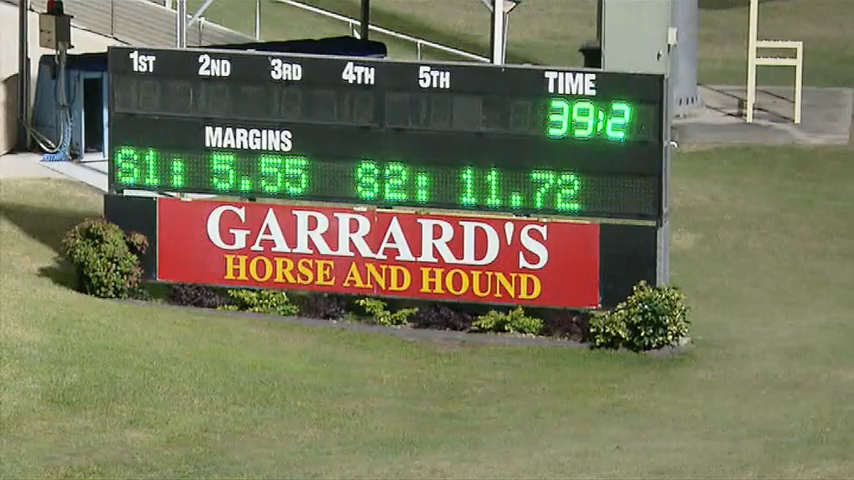 1ST 2ND 3RD 4TH 5TH TIME
39:2
MARGINS
S1: 5.55 S2: 11.72
GARRARD'S
HORSE AND HOUND